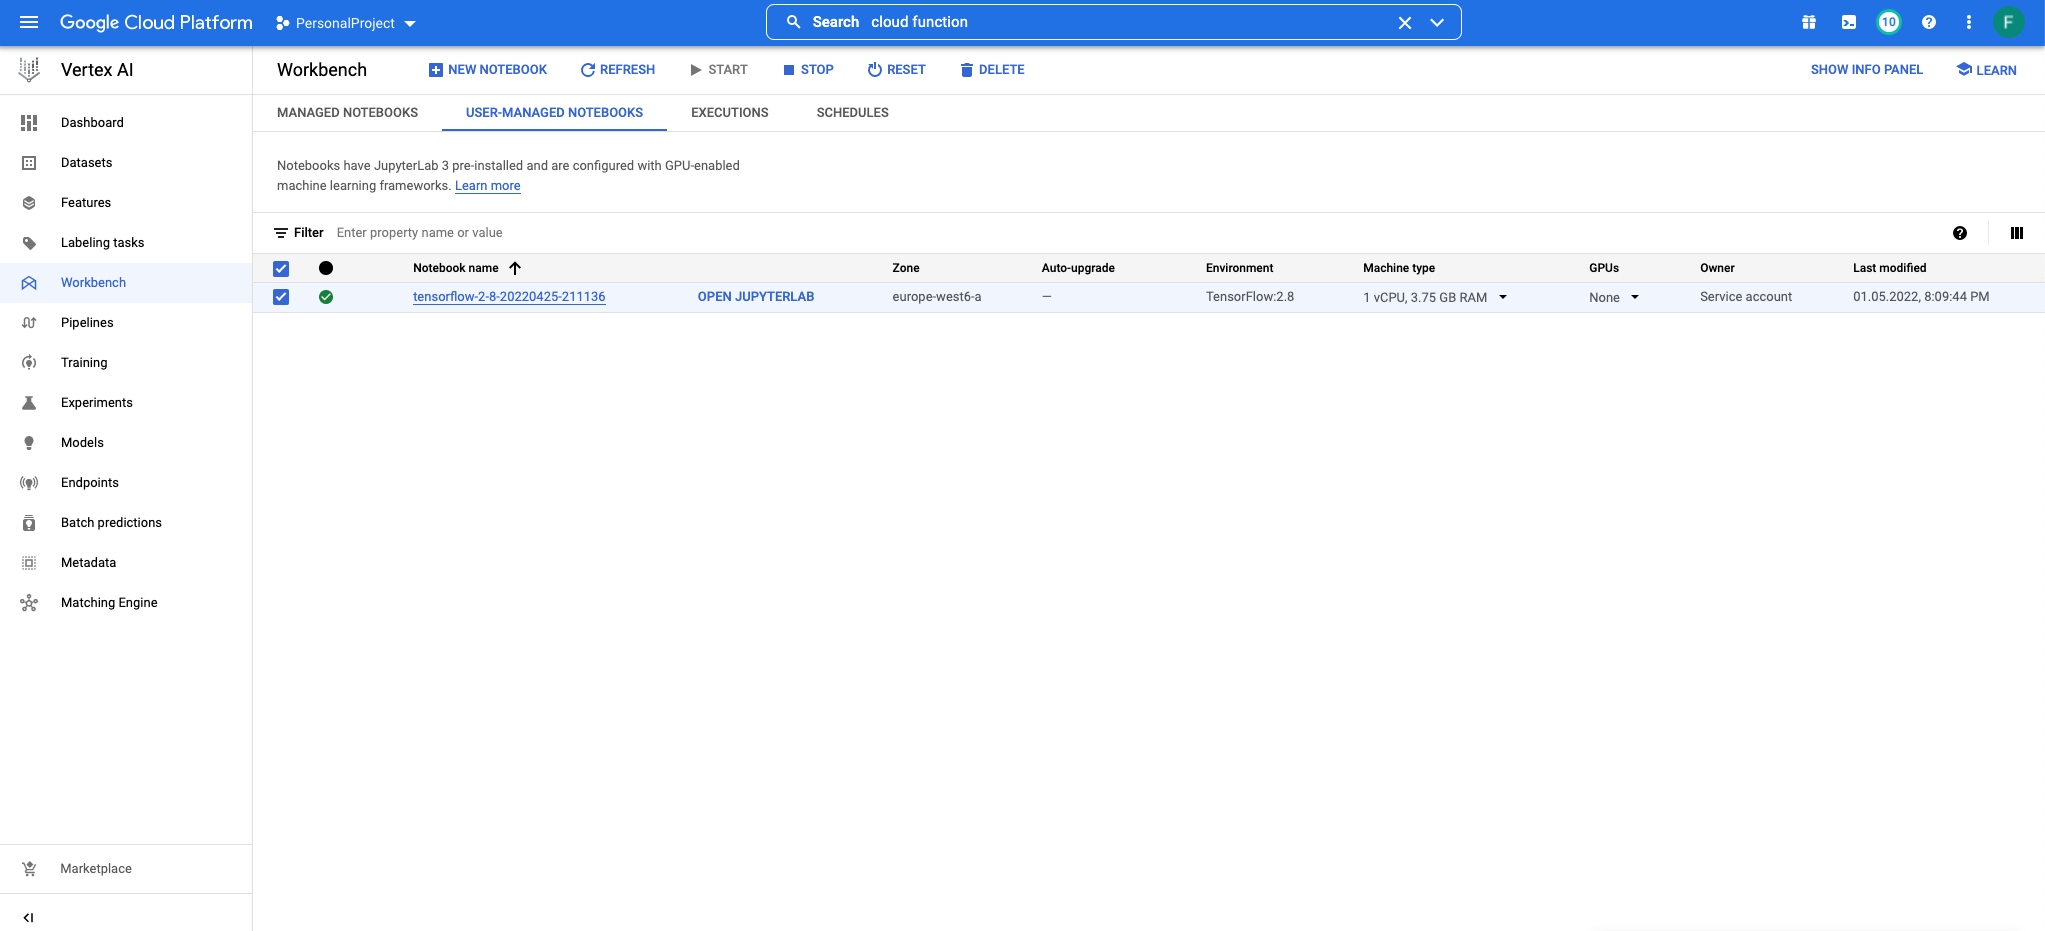 Google Cloud Platform PersonalProject Search cloud function 10 F
Vertex AI
Workbench NEW NOTEBOOK REFRESH START STOP RESET DELETE SHOW INFO PANEL LEARN
MANAGED NOTEBOOKS USER-MANAGED NOTEBOOKS EXECUTIONS SCHEDULES
Dashboard
Datasets
Features
Labeling tasks
Workbench
Pipelines
Training
Experiments
Models
Endpoints
Batch predictions
Metadata
Matching Engine
Marketplace
Notebooks have JupyterLab 3 pre-installed and are configured with GPU-enabled
machine learning frameworks. Learn more
Filter Enter property name or value
Notebook name Zone Auto-upgrade Environment Machine type GPUs Owner Last modified
tensorflow-2-8-20220425-211136 OPEN JUPYTERLAB europe-west6-a — TensorFlow:2.8 1 vCPU, 3.75 GB RAM None Service account 01.05.2022, 8:09:44 PM